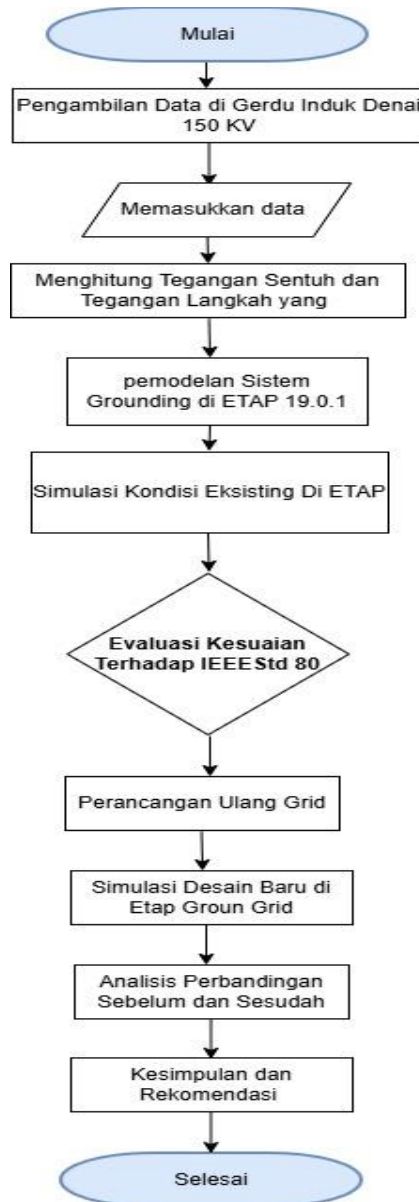 Mulai
Pengambilan Data di Gerdu Induk Denai
150 KV
Memasukkan data
Menghitung Tegangan Sentuh dan
Tegangan Langkah yang
pemodelan Sistem
Grounding di ETAP 19.0.1
Simulasi Kondisi Eksisting Di ETAP
Evaluasi Kesuaian
Terhadap IEEE Std 80
Perancangan Ulang Grid
Simulasi Desain Baru di
Etap Groun Grid
Analisis Perbandingan
Sebelum dan Sesudah
Kesimpulan dan
Rekomendasi
Selesai